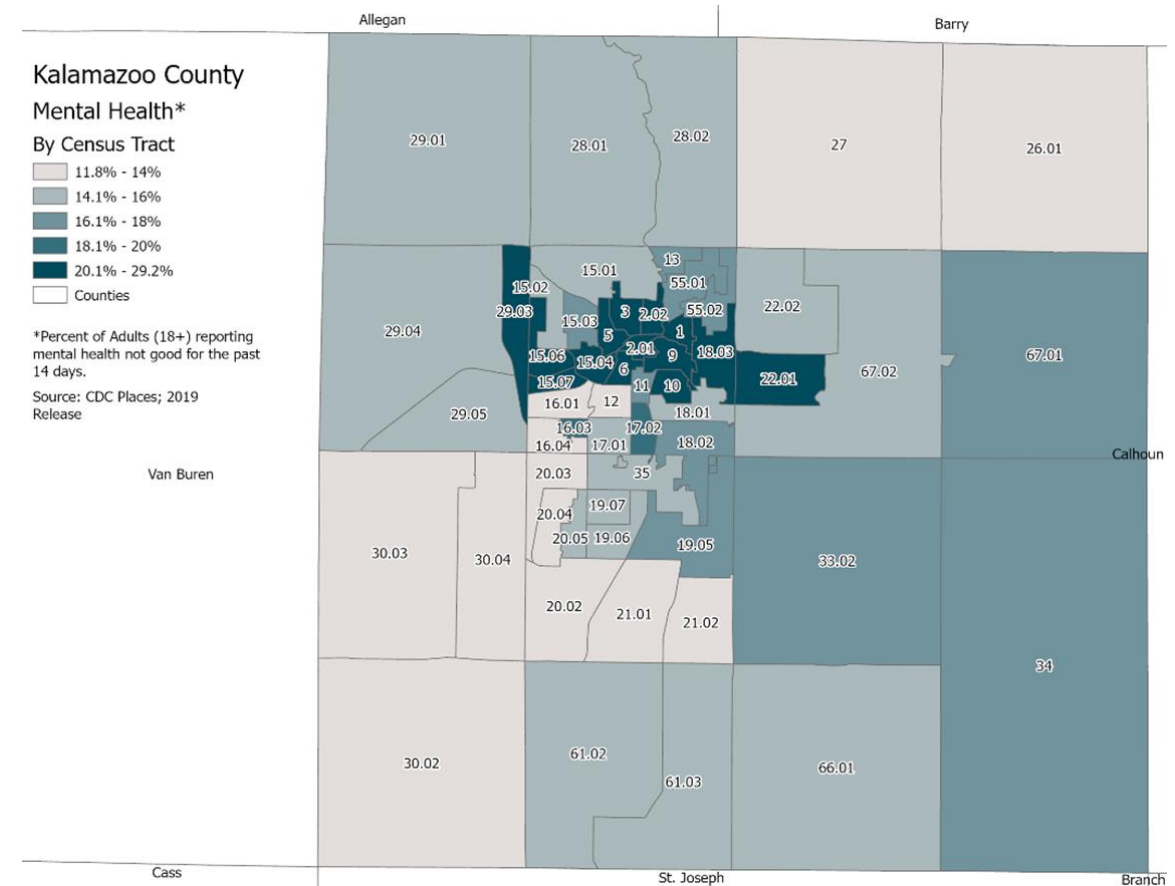 Allegan
Barry
Kalamazoo County
Mental Health*
By Census Tract
11.8% - 14%
14.1% - 16%
16.1% - 18%
18.1% - 20%
20.1% - 29.2%
Counties
*Percent of Adults (18+) reporting
mental health not good for the past
14 days.
Source: CDC Places; 2019
Release
29.01
28.01
28.02
27
26.01
13
15.01
55.01
15.02
22.02
29.03
3
2.02
55.02
15.03
29.04
5
1
67.01
2.01
18.03
15.06
15.04
9
6
67.02
22.01
15.07
11
10
16.01
12
29.05
18.01
16.03
17.02
16.04
17.01
18.02
Calhoun
Van Buren
20.03
35
19.07
20.04
20.05
19.06
19.05
30.03
30.04
33.02
20.02
21.01
21.02
34
30.02
61.02
66.01
61.03
Cass
St. Joseph
Branch